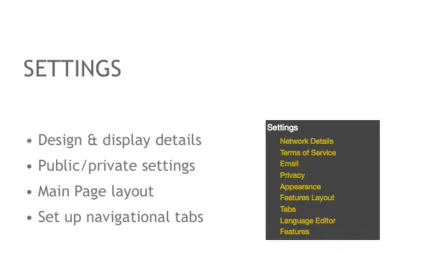 SETTINGS
• Design & display details
• Public/private settings
• Main Page layout
• Set up navigational tabs
Settings
Network Details
Terms of Service
Email
Privacy
Appearance
Features Layout
Tabs
Language Editor
Features